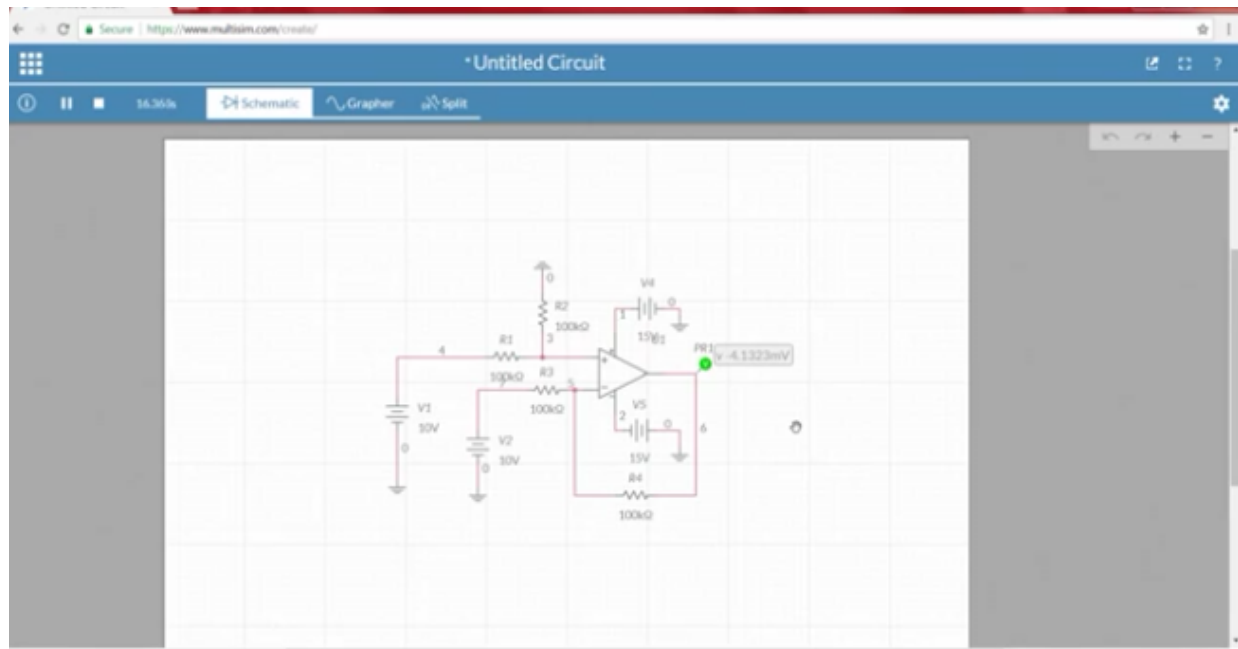 Secure | https://www.multisim.com/create/
*Untitled Circuit
?
16.360s Schematic Grapher Split
0
V4
R2
1
0
100kΩ
15V
R1
3
PR1
v -4.1323mV
4
100kΩ
R3
5
100kΩ
V1
10V
V5
2
0
6
0
V2
10V
0
15V
R4
100kΩ